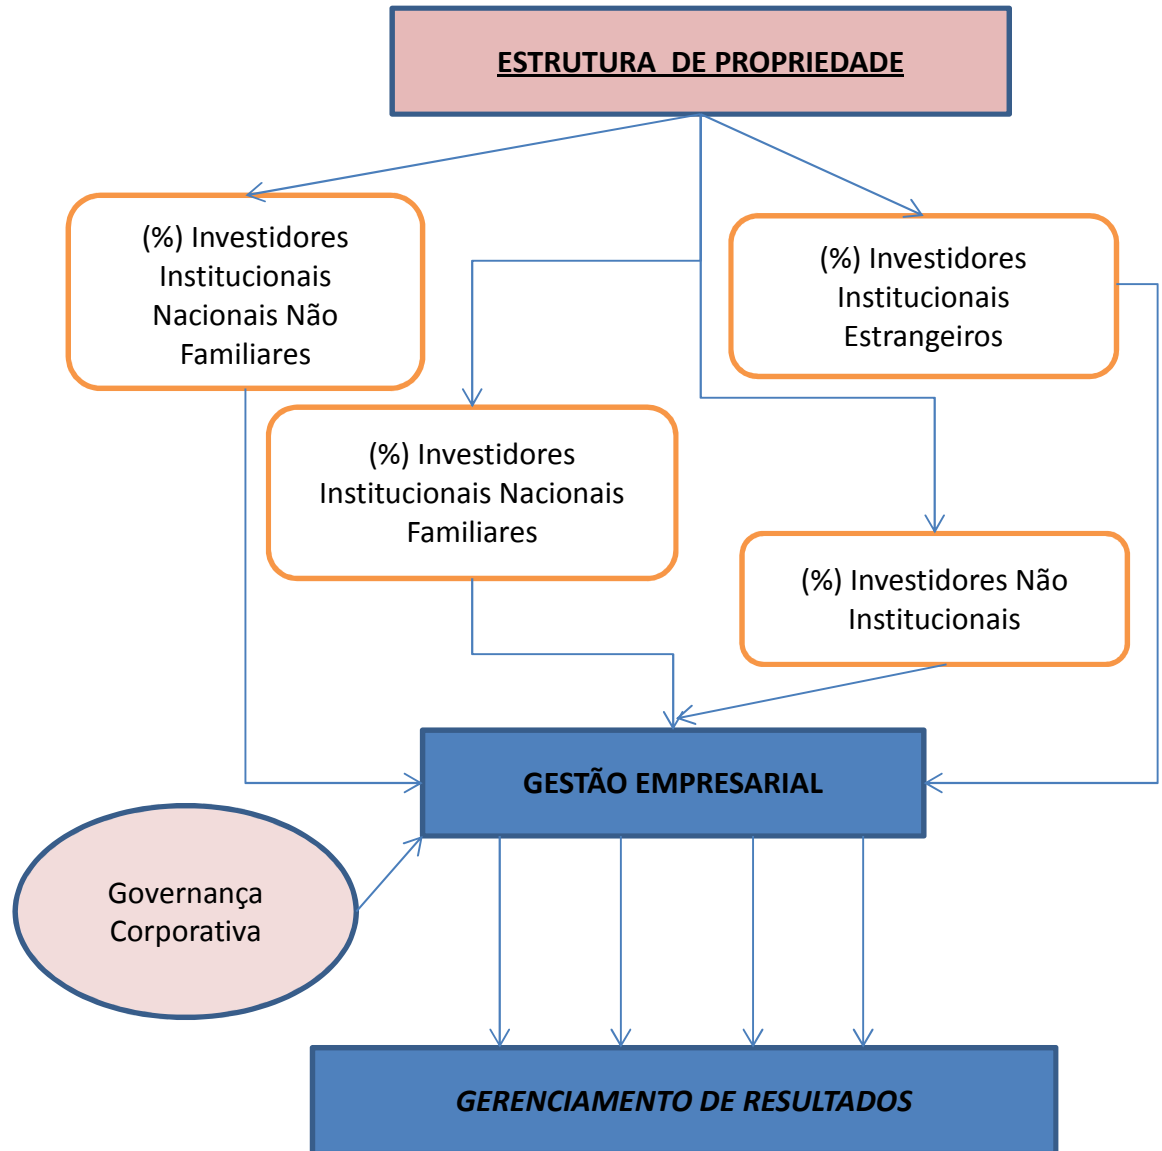 ESTRUTURA DE PROPRIEDADE
(%) Investidores
Institucionais
Nacionais Não
Familiares
(%) Investidores
Institucionais
Estrangeiros
(%) Investidores
Institucionais Nacionais
Familiares
(%) Investidores Não
Institucionais
GESTÃO EMPRESARIAL
Governança
Corporativa
GERENCIAMENTO DE RESULTADOS